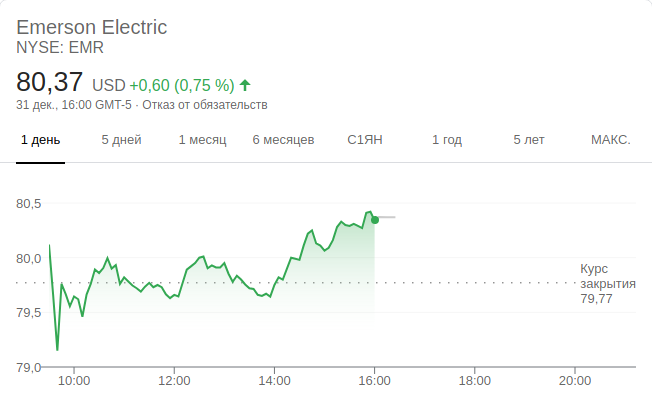 Emerson Electric
NYSE: EMR
80,37 USD +0,60 (0,75 %)
31 дек., 16:00 GMT-5 · Отказ от обязательств
1 день 5 дней 1 месяц 6 месяцев С1ЯН 1 год 5 лет МАКС.
80,5
80,0
Курс
закрытия
79,77
79,5
79,0
10:00 12:00 14:00 16:00 18:00 20:00